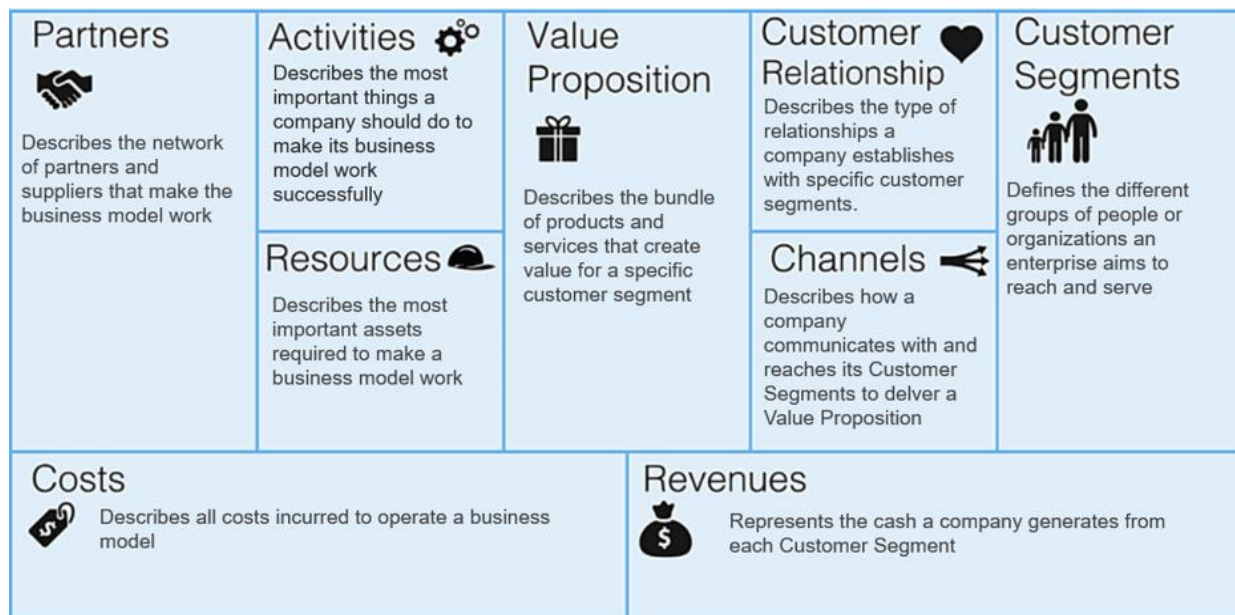 Partners
Describes the network
of partners and
suppliers that make the
business model work
Activities
Describes the most
important things a
company should do to
make its business
model work
successfully
Resources
Describes the most
important assets
required to make a
business model work
Value
Proposition
Describes the bundle
of products and
services that create
value for a specific
customer segment
Customer
Relationship
Describes the type of
relationships a
company establishes
with specific customer
segments.
Channels
Describes how a
company
communicates with and
reaches its Customer
Segments to delver a
Value Proposition
Customer
Segments
Defines the different
groups of people or
organizations an
enterprise aims to
reach and serve
Costs
$
Describes all costs incurred to operate a business
model
Revenues
$
Represents the cash a company generates from
each Customer Segment